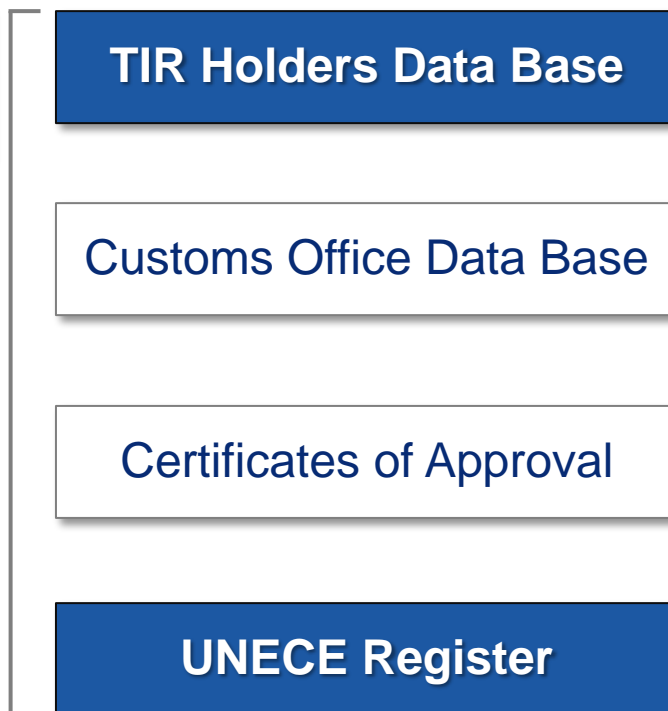 TIR Holders Data Base
Customs Office Data Base
Certificates of Approval
UNECE Register